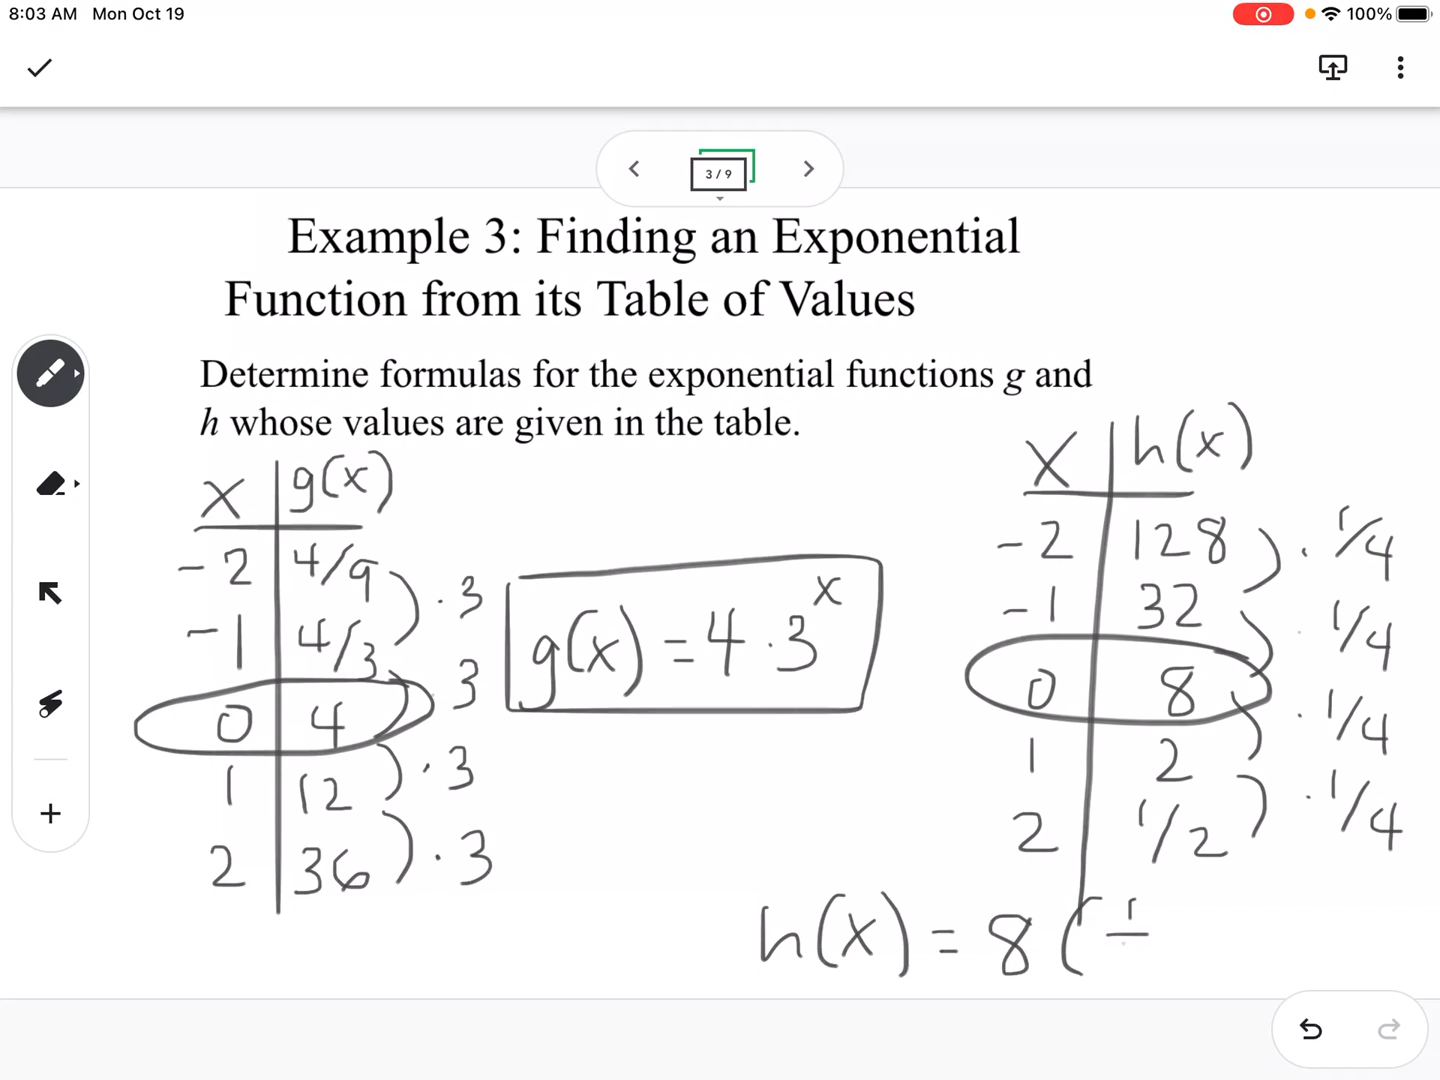 8:03 AM Mon Oct 19
100%
3 / 9
Example 3: Finding an Exponential
Function from its Table of Values
Determine formulas for the exponential functions g and
h whose values are given in the table.
x | g(x)
-2 | 4/9
-1 | 4/3
0 | 4
1 | 12
2 | 36
· 3
3
· 3
· 3
g(x) = 4 · 3^x
x | h(x)
-2 | 128
-1 | 32
0 | 8
1 | 2
2 | 1/2
· 1/4
· 1/4
· 1/4
· 1/4
h(x) = 8 ( 1/